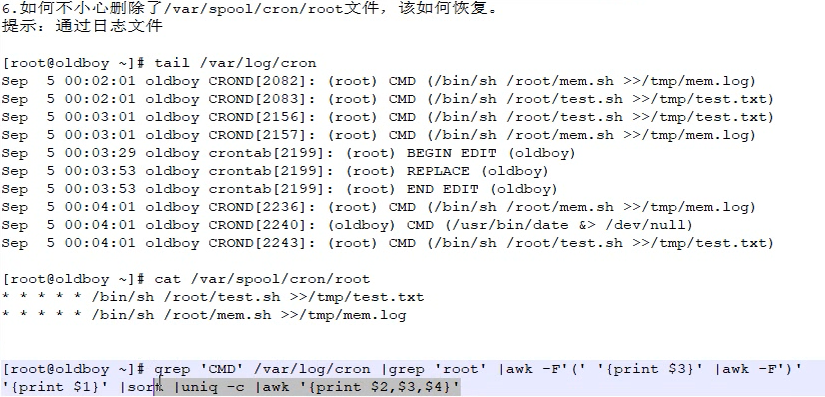 6.如何不小心删除了/var/spool/cron/root文件，该如何恢复。
提示：通过日志文件
[root@oldboy ~]# tail /var/log/cron
Sep  5 00:02:01 oldboy CROND[2082]: (root) CMD (/bin/sh /root/mem.sh >>/tmp/mem.log)
Sep  5 00:02:01 oldboy CROND[2083]: (root) CMD (/bin/sh /root/test.sh >>/tmp/test.txt)
Sep  5 00:03:01 oldboy CROND[2156]: (root) CMD (/bin/sh /root/test.sh >>/tmp/test.txt)
Sep  5 00:03:01 oldboy CROND[2157]: (root) CMD (/bin/sh /root/mem.sh >>/tmp/mem.log)
Sep  5 00:03:29 oldboy crontab[2199]: (root) BEGIN EDIT (oldboy)
Sep  5 00:03:53 oldboy crontab[2199]: (root) REPLACE (oldboy)
Sep  5 00:03:53 oldboy crontab[2199]: (root) END EDIT (oldboy)
Sep  5 00:04:01 oldboy CROND[2236]: (root) CMD (/bin/sh /root/mem.sh >>/tmp/mem.log)
Sep  5 00:04:01 oldboy CROND[2240]: (oldboy) CMD (/usr/bin/date &> /dev/null)
Sep  5 00:04:01 oldboy CROND[2243]: (root) CMD (/bin/sh /root/test.sh >>/tmp/test.txt)
[root@oldboy ~]# cat /var/spool/cron/root
* * * * * /bin/sh /root/test.sh >>/tmp/test.txt
* * * * * /bin/sh /root/mem.sh >>/tmp/mem.log
[root@oldboy ~]# grep 'CMD' /var/log/cron |grep 'root' |awk -F'(' '{print $3}' |awk -F')'
'{print $1}' |sort |uniq -c |awk '{print $2,$3,$4}'